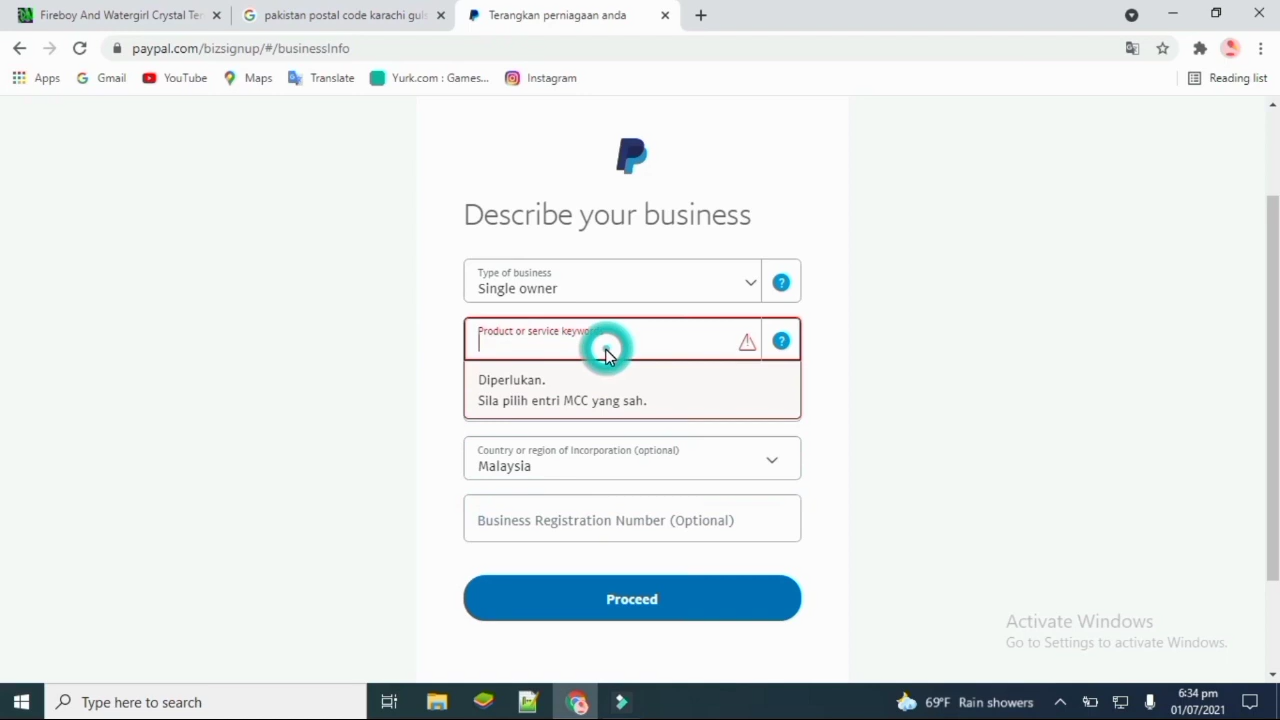 Fireboy And Watergirl Crystal Ter
pakistan postal code karachi guls
Terangkan perniagaan anda
paypal.com/bizsignup/#/businessInfo
Apps
Gmail
YouTube
Maps
Translate
Yurk.com : Games...
Instagram
Reading list
Describe your business
Type of business
Single owner
Product or service keywords
Diperlukan.
Sila pilih entri MCC yang sah.
Country or region of Incorporation (optional)
Malaysia
Business Registration Number (Optional)
Proceed
Activate Windows
Go to Settings to activate Windows.
Type here to search
69°F Rain showers
6:34 pm
01/07/2021